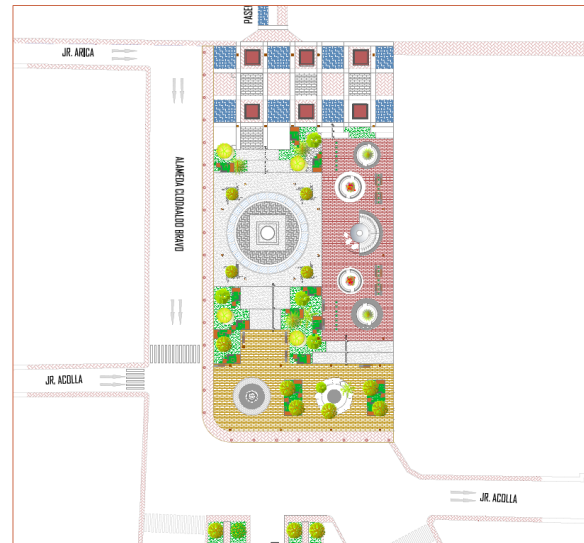 PASE
JR. ARICA
ALAMEDA CLODOALDO BRAVO
JR. ACOLLA
JR. ACOLLA